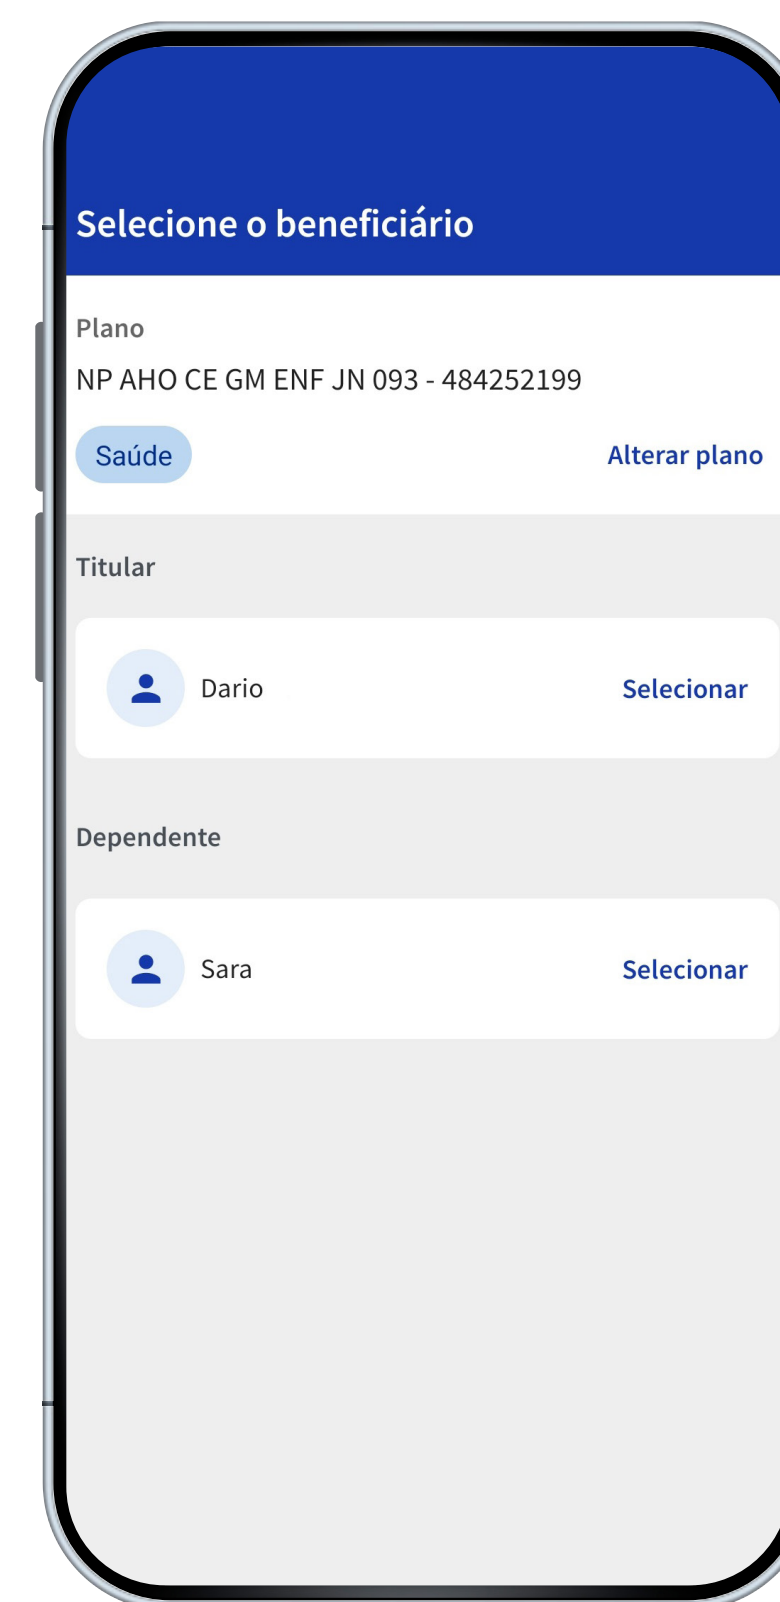 Selecione o beneficiário
Plano
NP AHO CE GM ENF JN 093 - 484252199
Saúde
Alterar plano
Titular
Dario
Selecionar
Dependente
Sara
Selecionar